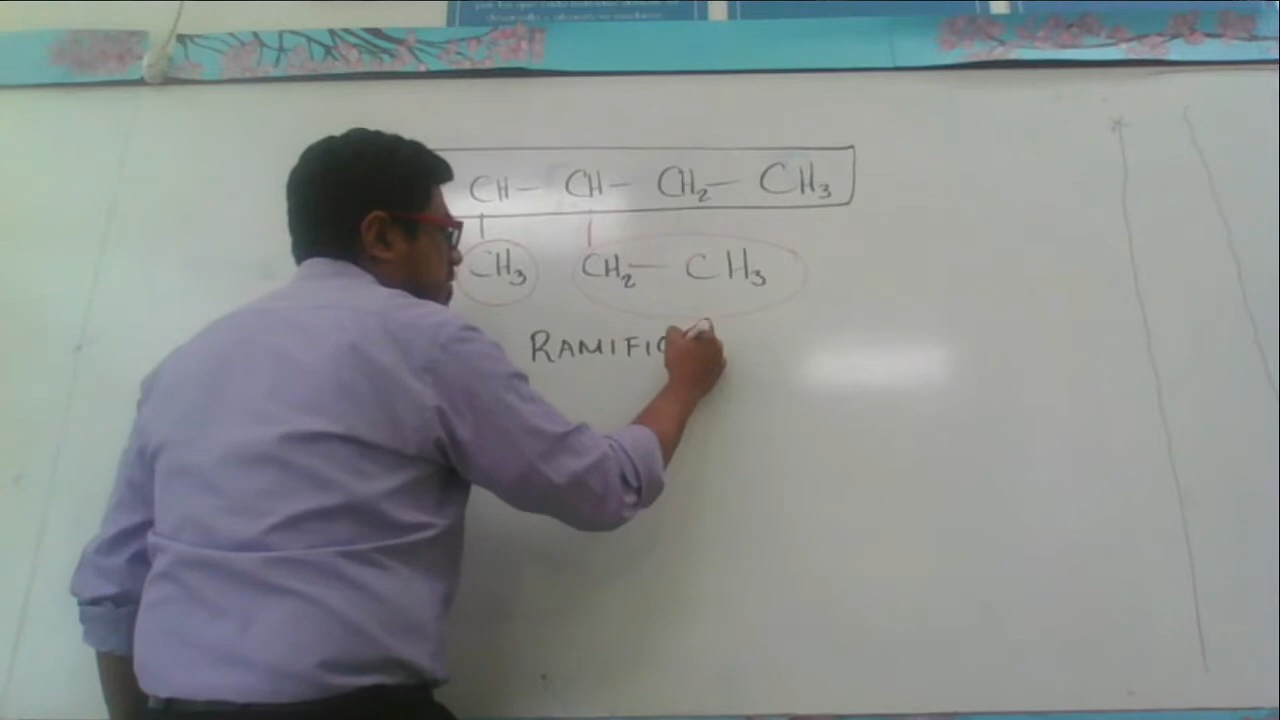 CH — CH — CH₂ — CH₃
CH₃ CH₂ — CH₃
RAMIFIC